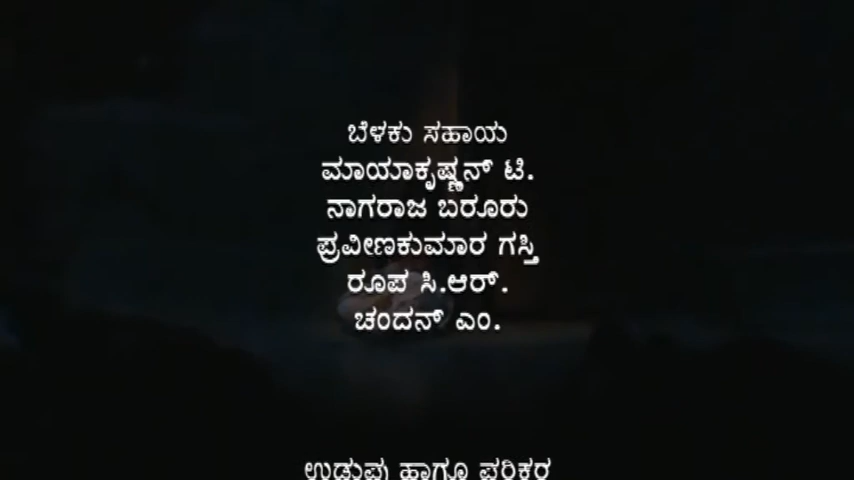 ಬೆಳಕು ಸಹಾಯ
ಮಾಯಾಕೃಷ್ಣನ್ ಟಿ.
ನಾಗರಾಜ ಬರೂರು
ಪ್ರವೀಣಕುಮಾರ ಗಸ್ತಿ
ರೂಪ ಸಿ.ಆರ್.
ಚಂದನ್ ಎಂ.
ಉಡುಪು ಹಾಗೂ ಪರಿಕರ